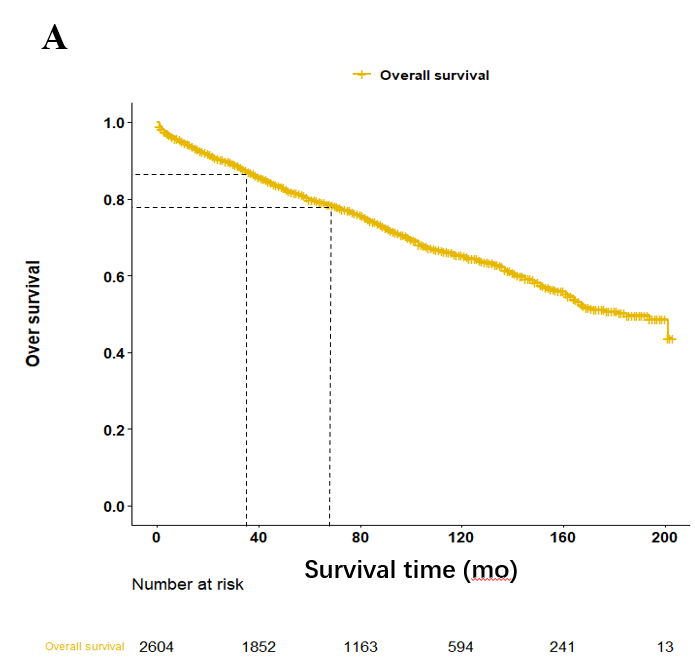 A
Overall survival
1.0
0.8
0.6
0.4
0.2
0.0
Over survival
0 40 80 120 160 200
Survival time (mo)
Number at risk
Overall survival 2604 1852 1163 594 241 13